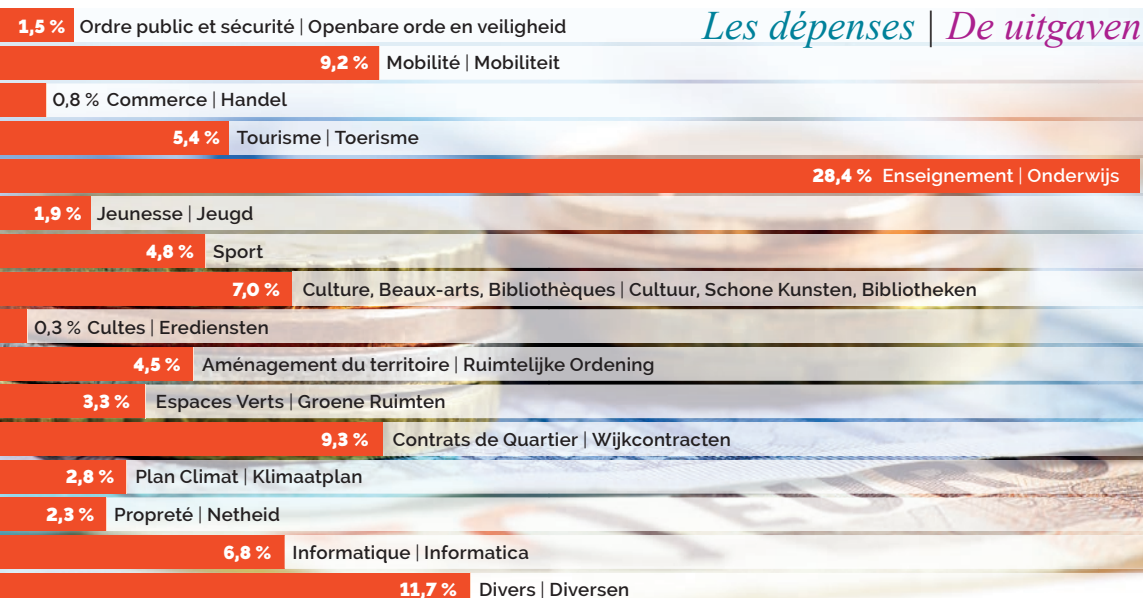 Les dépenses | De uitgaven
1,5 % Ordre public et sécurité | Openbare orde en veiligheid
9,2 % Mobilité | Mobiliteit
0,8 % Commerce | Handel
5,4 % Tourisme | Toerisme
28,4 % Enseignement | Onderwijs
1,9 % Jeunesse | Jeugd
4,8 % Sport
7,0 % Culture, Beaux-arts, Bibliothèques | Cultuur, Schone Kunsten, Bibliotheken
0,3 % Cultes | Erediensten
4,5 % Aménagement du territoire | Ruimtelijke Ordening
3,3 % Espaces Verts | Groene Ruimten
9,3 % Contrats de Quartier | Wijkcontracten
2,8 % Plan Climat | Klimaatplan
2,3 % Propreté | Netheid
6,8 % Informatique | Informatica
11,7 % Divers | Diversen
EURO